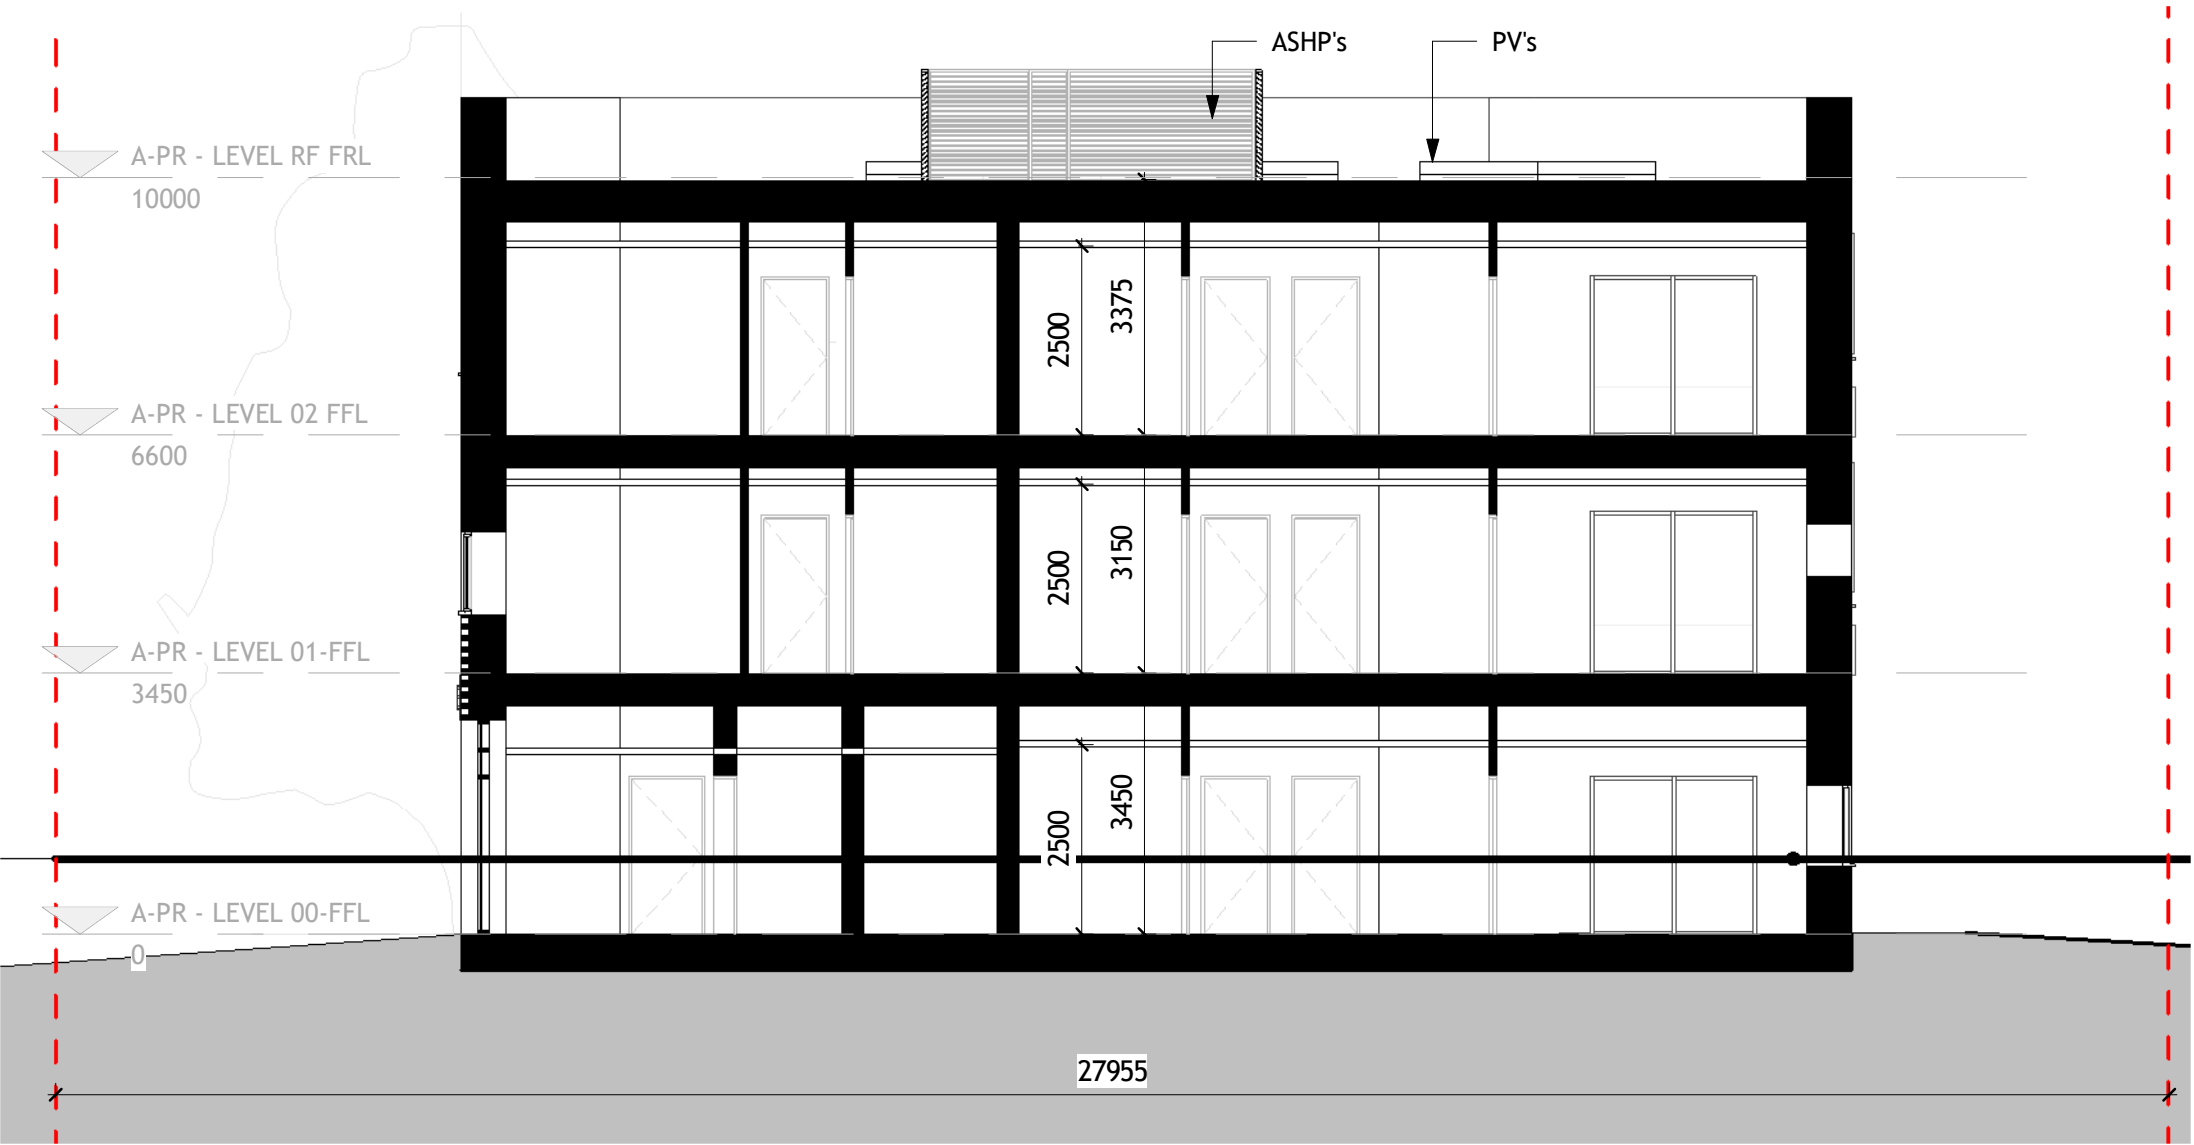 ASHP's
PV's
A-PR - LEVEL RF FRL
10000
3375
2500
A-PR - LEVEL 02 FFL
6600
3150
2500
A-PR - LEVEL 01-FFL
3450
3450
2500
A-PR - LEVEL 00-FFL
0
27955